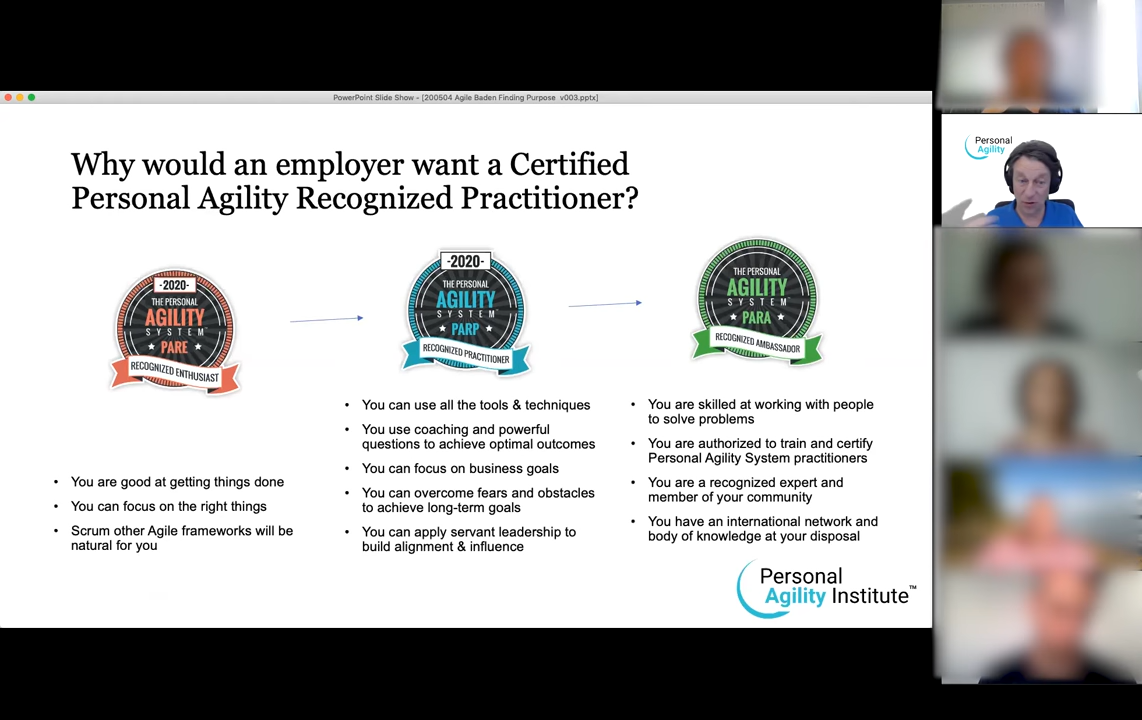 PowerPoint Slide Show - [200504 Agile Baden Finding Purpose v003.pptx]
Why would an employer want a Certified
Personal Agility Recognized Practitioner?
-2020-
THE PERSONAL
AGILITY
SYSTEM
PARE
RECOGNIZED ENTHUSIAST
-2020-
THE PERSONAL
AGILITY
SYSTEM
PARP
RECOGNIZED PRACTITIONER
THE PERSONAL
AGILITY
SYSTEM
PARA
RECOGNIZED AMBASSADOR
• You are good at getting things done
• You can focus on the right things
• Scrum other Agile frameworks will be
natural for you
• You can use all the tools & techniques
• You use coaching and powerful
questions to achieve optimal outcomes
• You can focus on business goals
• You can overcome fears and obstacles
to achieve long-term goals
• You can apply servant leadership to
build alignment & influence
• You are skilled at working with people
to solve problems
• You are authorized to train and certify
Personal Agility System practitioners
• You are a recognized expert and
member of your community
• You have an international network and
body of knowledge at your disposal
Personal
Agility Institute™
Personal
Agility